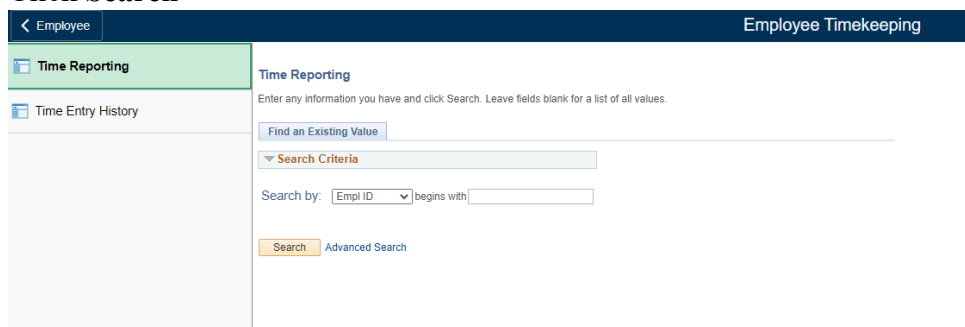 Click Search
Employee
Employee Timekeeping
Time Reporting
Time Entry History
Time Reporting
Enter any information you have and click Search. Leave fields blank for a list of all values.
Find an Existing Value
Search Criteria
Search by: Empl ID begins with
Search Advanced Search